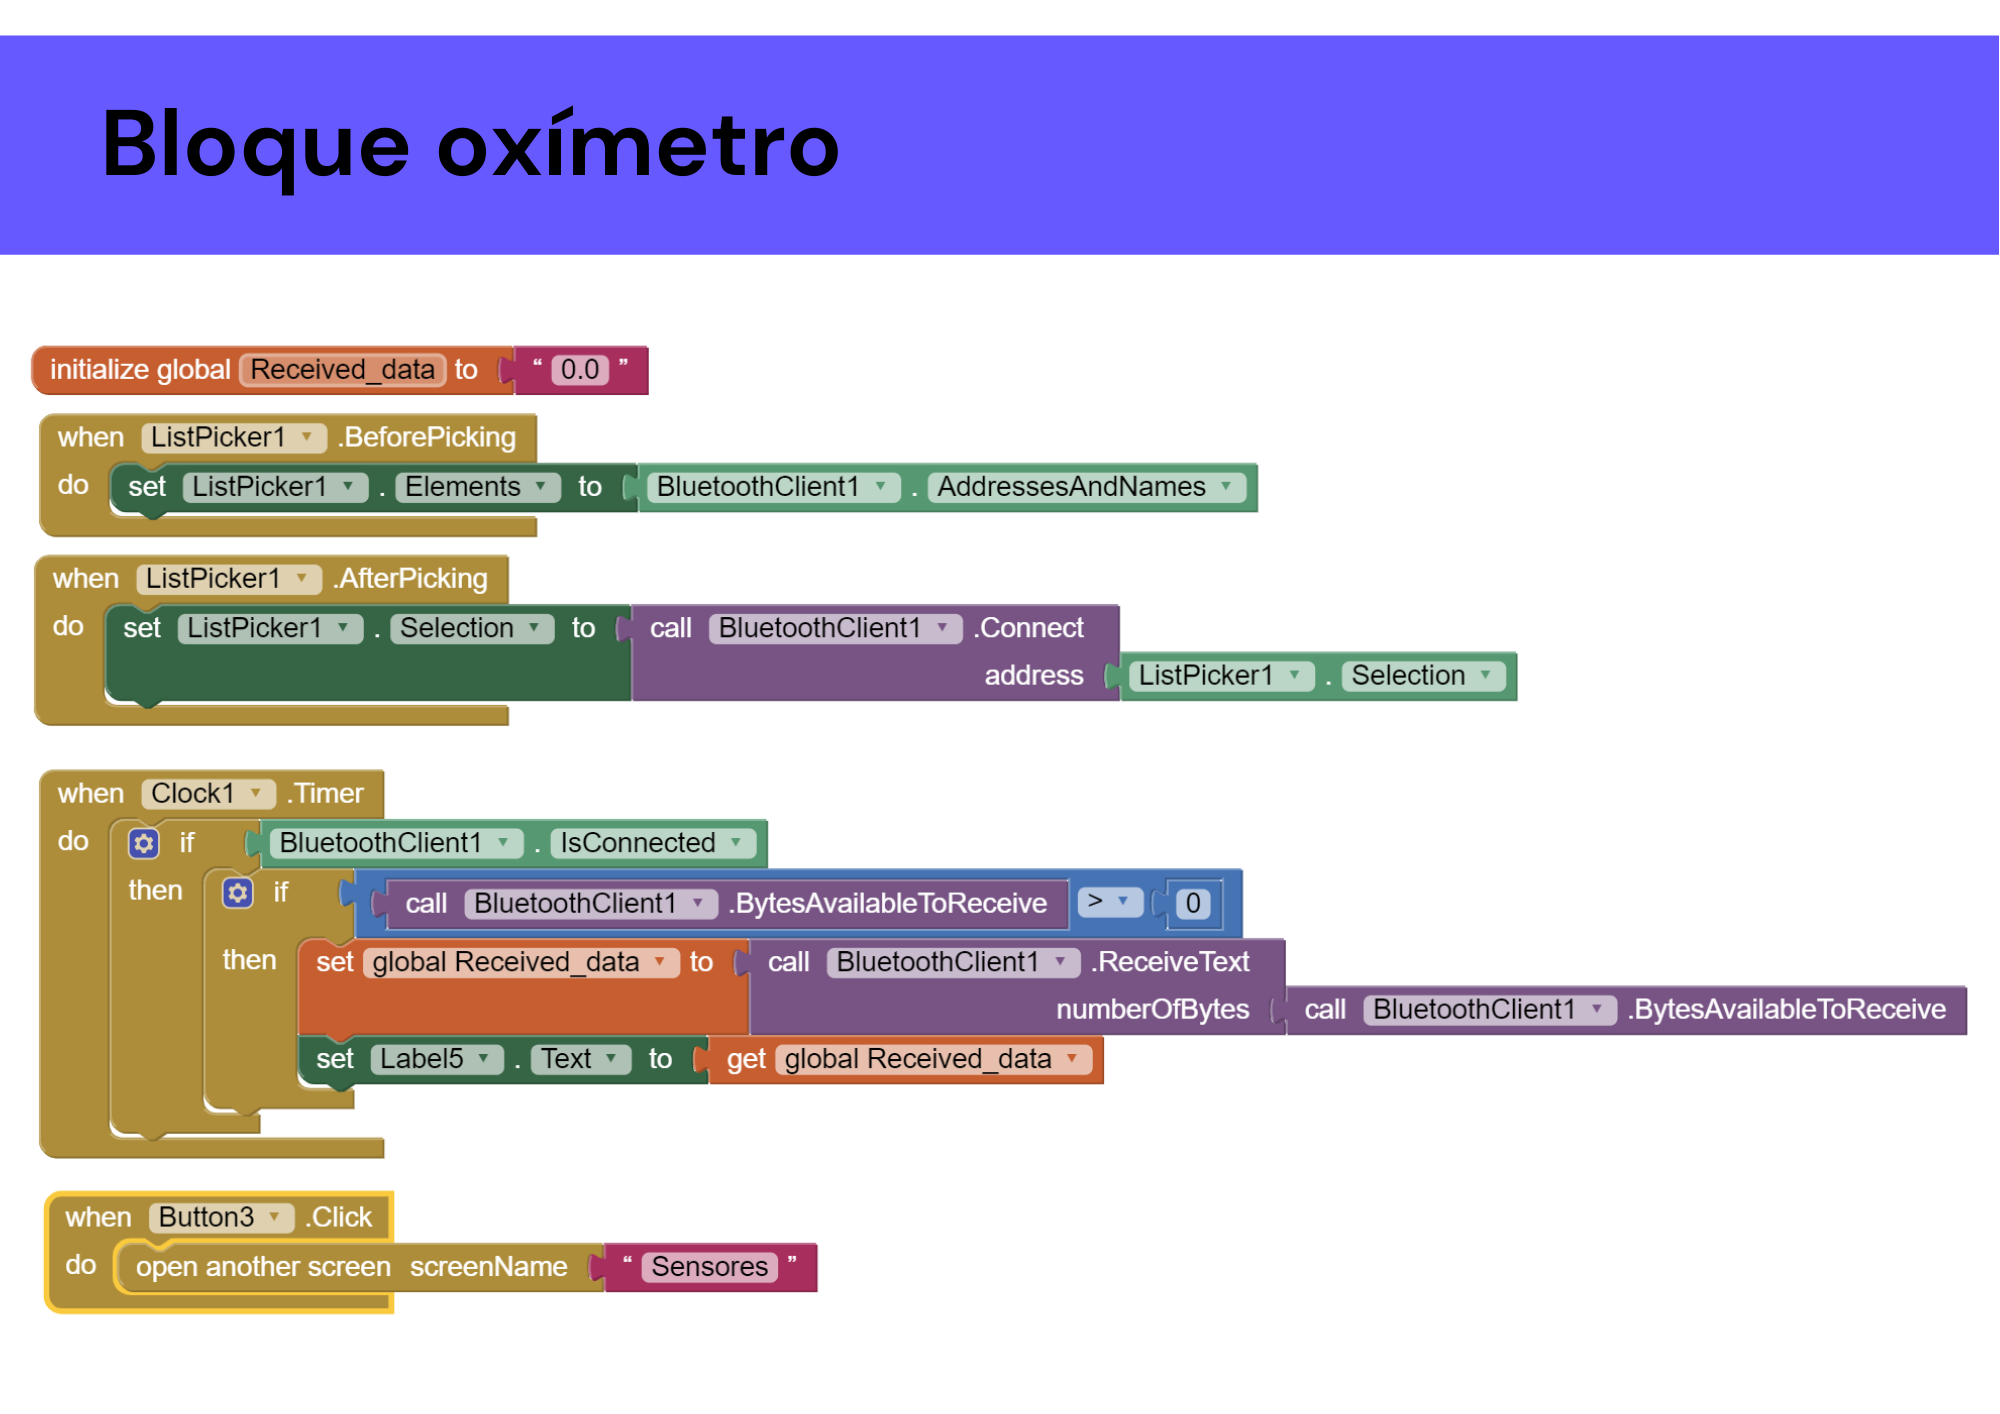 Bloque oxímetro
initialize global Received_data to “ 0.0 ”
when ListPicker1 .BeforePicking
do set ListPicker1 . Elements to BluetoothClient1 . AddressesAndNames
when ListPicker1 .AfterPicking
do set ListPicker1 . Selection to call BluetoothClient1 .Connect
address ListPicker1 . Selection
when Clock1 .Timer
do if BluetoothClient1 . IsConnected
then if call BluetoothClient1 .BytesAvailableToReceive > 0
then set global Received_data to call BluetoothClient1 .ReceiveText
numberOfBytes call BluetoothClient1 .BytesAvailableToReceive
set Label5 . Text to get global Received_data
when Button3 .Click
do open another screen screenName “ Sensores ”